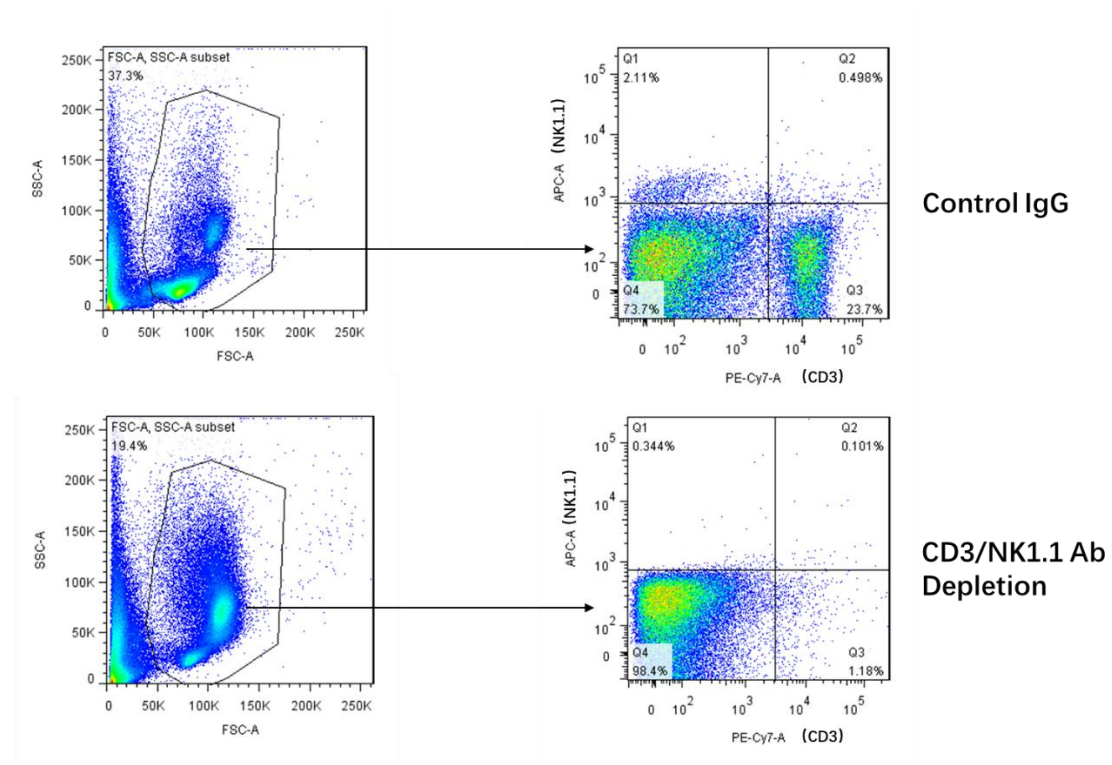 FSC-A, SSC-A subset
37.3%
250K
200K
150K
100K
50K
0
SSC-A
0 50K 100K 150K 200K 250K
FSC-A
Q1
2.11%
Q2
0.498%
10^5
10^4
10^3
10^2
0
APC-A (NK1.1)
Q4
73.7%
Q3
23.7%
0 10^2 10^3 10^4 10^5
PE-Cy7-A (CD3)
Control IgG
FSC-A, SSC-A subset
19.4%
250K
200K
150K
100K
50K
0
SSC-A
0 50K 100K 150K 200K 250K
FSC-A
Q1
0.344%
Q2
0.101%
10^5
10^4
10^3
10^2
0
APC-A (NK1.1)
Q4
98.4%
Q3
1.18%
0 10^2 10^3 10^4 10^5
PE-Cy7-A (CD3)
CD3/NK1.1 Ab
Depletion